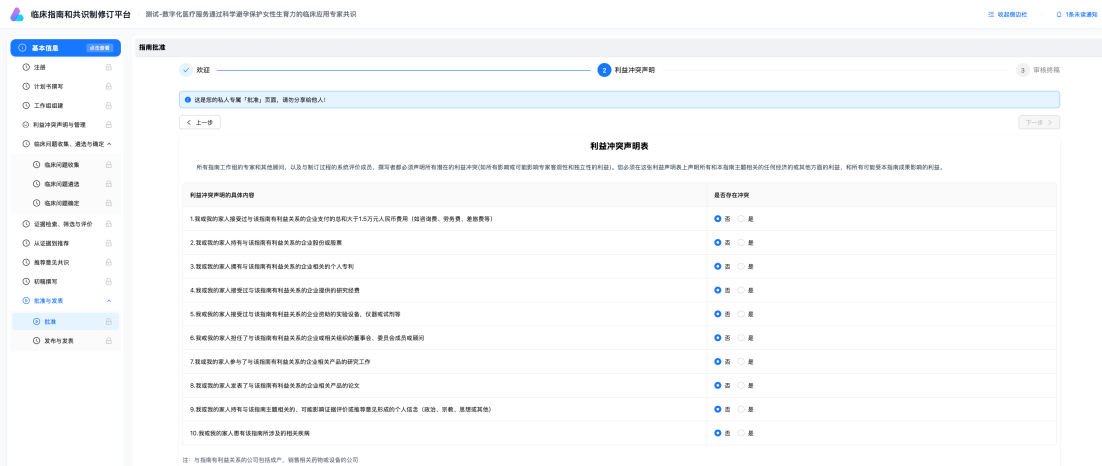 临床指南和共识制修订平台
测试-数字化医疗服务通过科学避孕保护女性生育力的临床应用专家共识
收起侧边栏
1条未读通知
基本信息
点击查看
注册
计划书撰写
工作组组建
利益冲突声明与管理
临床问题收集、遴选与确定
临床问题收集
临床问题遴选
临床问题确定
证据检索、筛选与评价
从证据到推荐
推荐意见共识
初稿撰写
批准与发表
批准
发布与发表
指南批准
欢迎
2 利益冲突声明
3 审核终稿
这是您的私人专属「批准」页面，请勿分享给他人！
< 上一步
下一步 >
利益冲突声明表
所有指南工作组的专家和其他顾问，以及与制订过程的系统评价成员，撰写者都必须声明所有潜在的利益冲突(如所有影响或可能影响专家客观性和独立性的利益)。您必须在这张利益声明表上声明所有和本指南主题相关的任何经济的或其他方面的利益，和所有可能受本指南成果影响的利益。
利益冲突声明的具体内容 是否存在冲突
1.我或我的家人接受过与该指南有利益关系的企业支付的总和大于1.5万元人民币费用（如咨询费、劳务费、差旅费等） 否 是
2.我或我的家人持有与该指南有利益关系的企业股份或股票 否 是
3.我或我的家人拥有与该指南有利益关系的企业相关的个人专利 否 是
4.我或我的家人接受过与该指南有利益关系的企业提供的研究经费 否 是
5.我或我的家人接受过与该指南有利益关系的企业资助的实验设备、仪器或试剂等 否 是
6.我或我的家人担任了与该指南有利益关系的企业或相关组织的董事会、委员会成员或顾问 否 是
7.我或我的家人参与了与该指南有利益关系的企业相关产品的研究工作 否 是
8.我或我的家人发表了与该指南有利益关系的企业相关产品的论文 否 是
9.我或我的家人持有与该指南主题相关的、可能影响证据评价或推荐意见形成的个人信念（政治、宗教、思想或其他） 否 是
10.我或我的家人患有该指南所涉及的相关疾病 否 是
注：与指南有利益关系的公司包括成产、销售相关药物或设备的公司